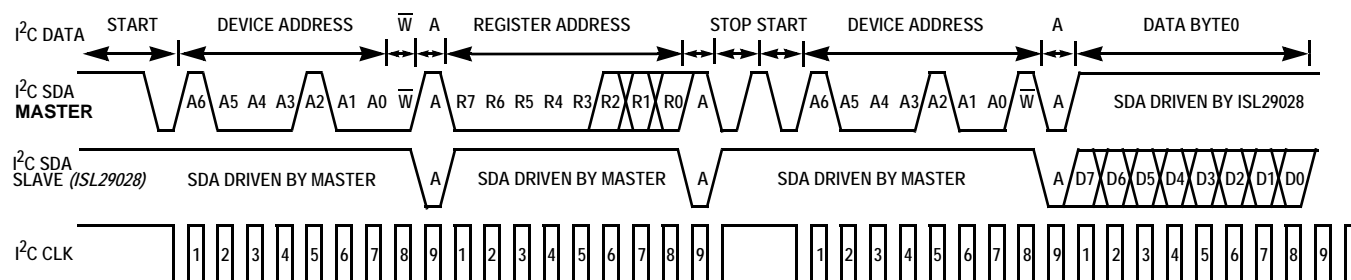 I²C DATA START DEVICE ADDRESS W̅ A REGISTER ADDRESS STOP START DEVICE ADDRESS A DATA BYTE0
I²C SDA MASTER A6 A5 A4 A3 A2 A1 A0 W̅ A R7 R6 R5 R4 R3 R2 R1 R0 A A6 A5 A4 A3 A2 A1 A0 W̅ A SDA DRIVEN BY ISL29028
I²C SDA SLAVE (ISL29028) SDA DRIVEN BY MASTER A SDA DRIVEN BY MASTER A SDA DRIVEN BY MASTER A D7 D6 D5 D4 D3 D2 D1 D0
I²C CLK 1 2 3 4 5 6 7 8 9 1 2 3 4 5 6 7 8 9 1 2 3 4 5 6 7 8 9 1 2 3 4 5 6 7 8 9